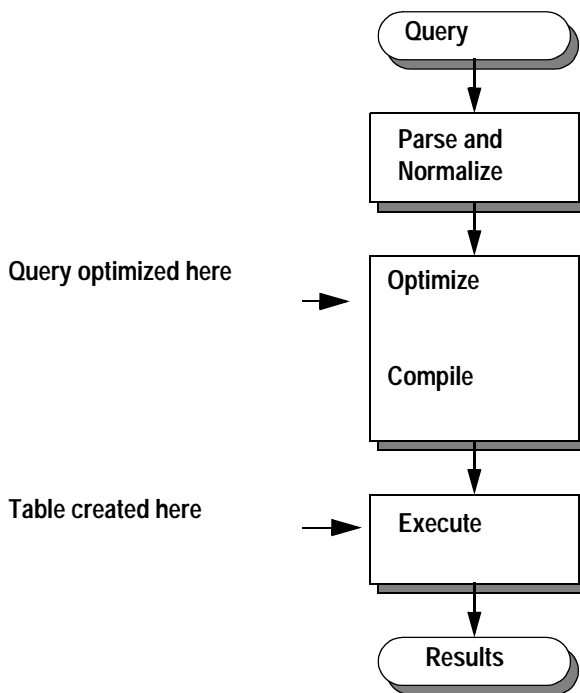 Query
Parse and
Normalize
Query optimized here
Optimize
Compile
Table created here
Execute
Results